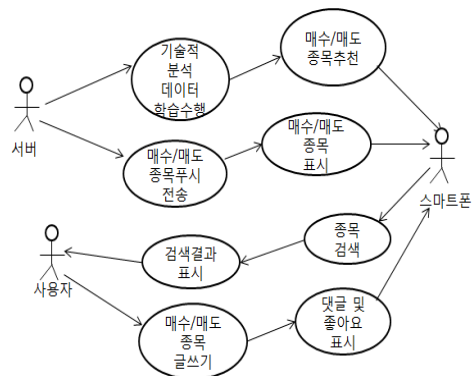 기술적
분석
데이터
학습수행
매수/매도
종목추천
서버
매수/매도
종목푸시
전송
매수/매도
종목
표시
스마트폰
사용자
검색결과
표시
종목
검색
매수/매도
종목
글쓰기
댓글 및
좋아요
표시